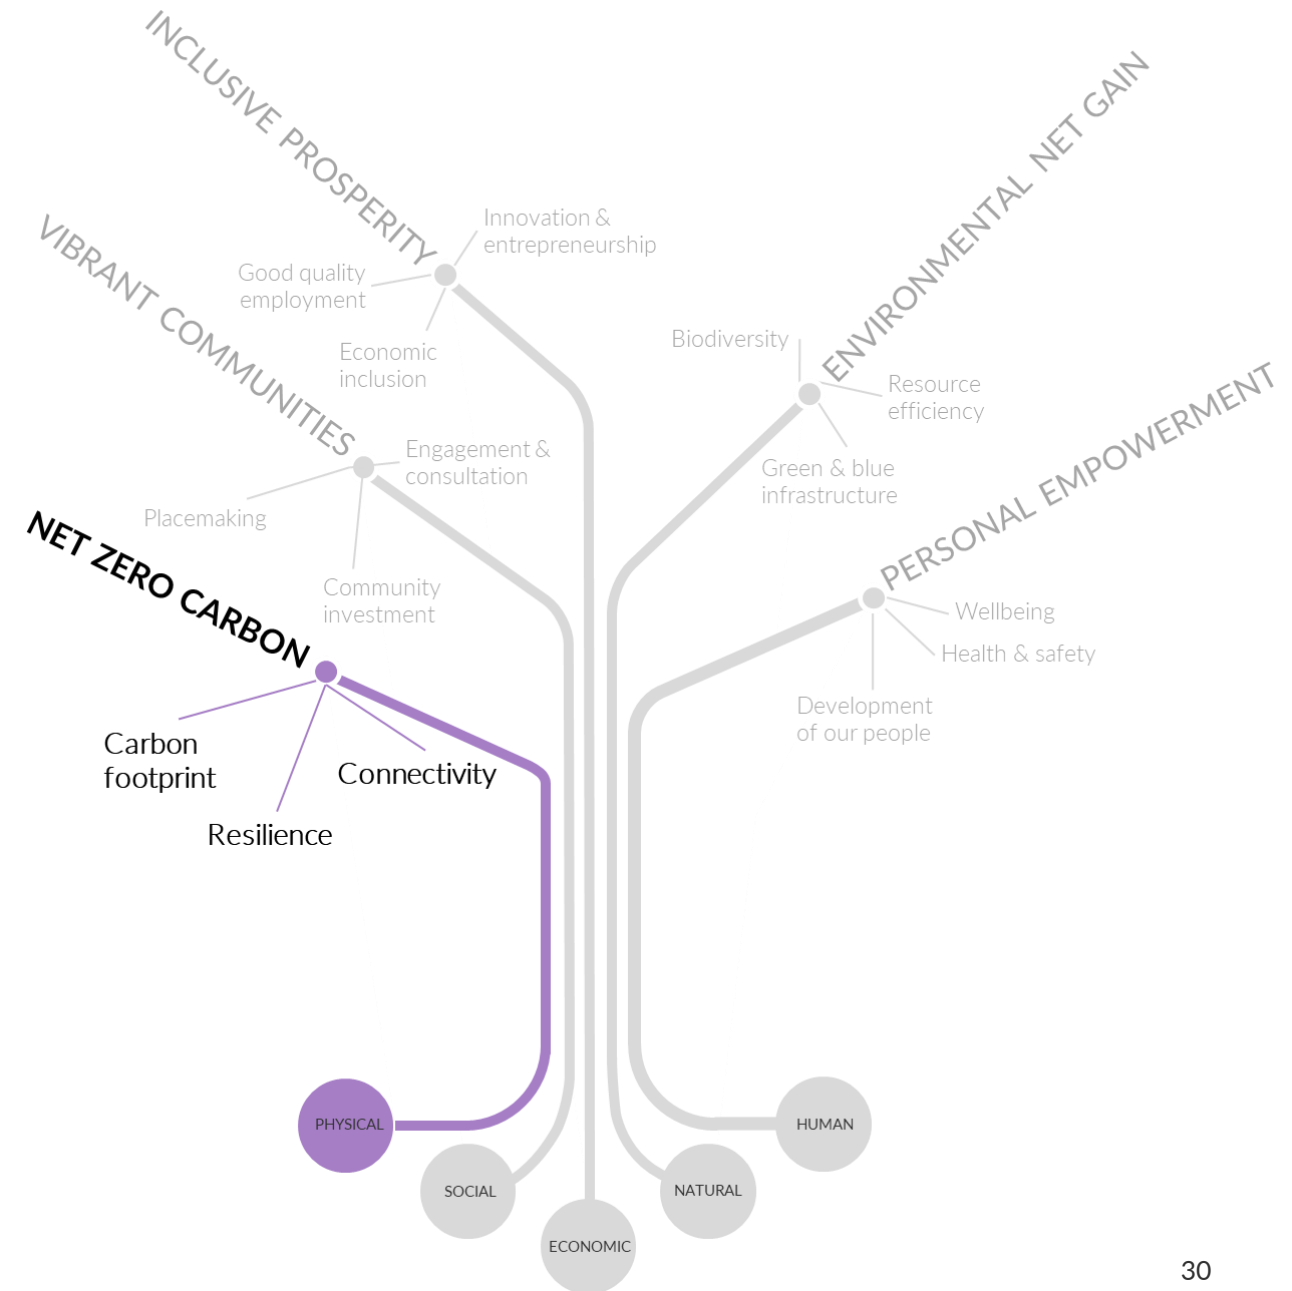 INCLUSIVE PROSPERITY
Innovation &
entrepreneurship
Good quality
employment
Economic
inclusion
VIBRANT COMMUNITIES
Engagement &
consultation
Placemaking
Community
investment
NET ZERO CARBON
Carbon
footprint
Connectivity
Resilience
ENVIRONMENTAL NET GAIN
Biodiversity
Resource
efficiency
Green & blue
infrastructure
PERSONAL EMPOWERMENT
Wellbeing
Health & safety
Development
of our people
PHYSICAL
SOCIAL
ECONOMIC
NATURAL
HUMAN
30